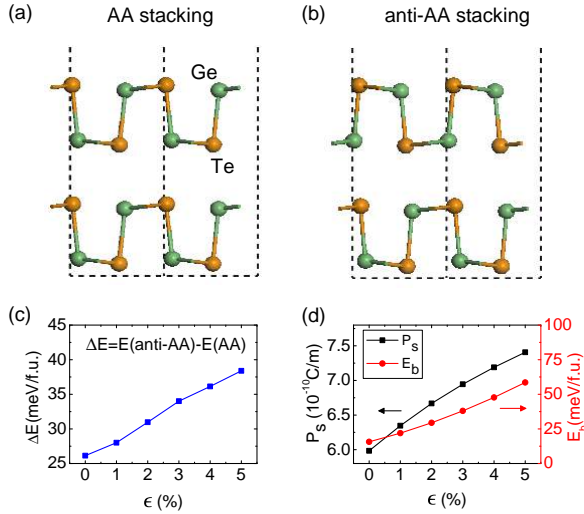 (a) AA stacking
(b) anti-AA stacking
Ge
Te
(c)
ΔE=E(anti-AA)-E(AA)
ΔE(meV/f.u.)
45
40
35
30
25
0 1 2 3 4 5
ϵ (%)
(d)
P_s
E_b
P_s (10^-10 C/m)
7.5
7.0
6.5
6.0
E_b(meV/f.u.)
100
75
50
25
0
0 1 2 3 4 5
ϵ (%)